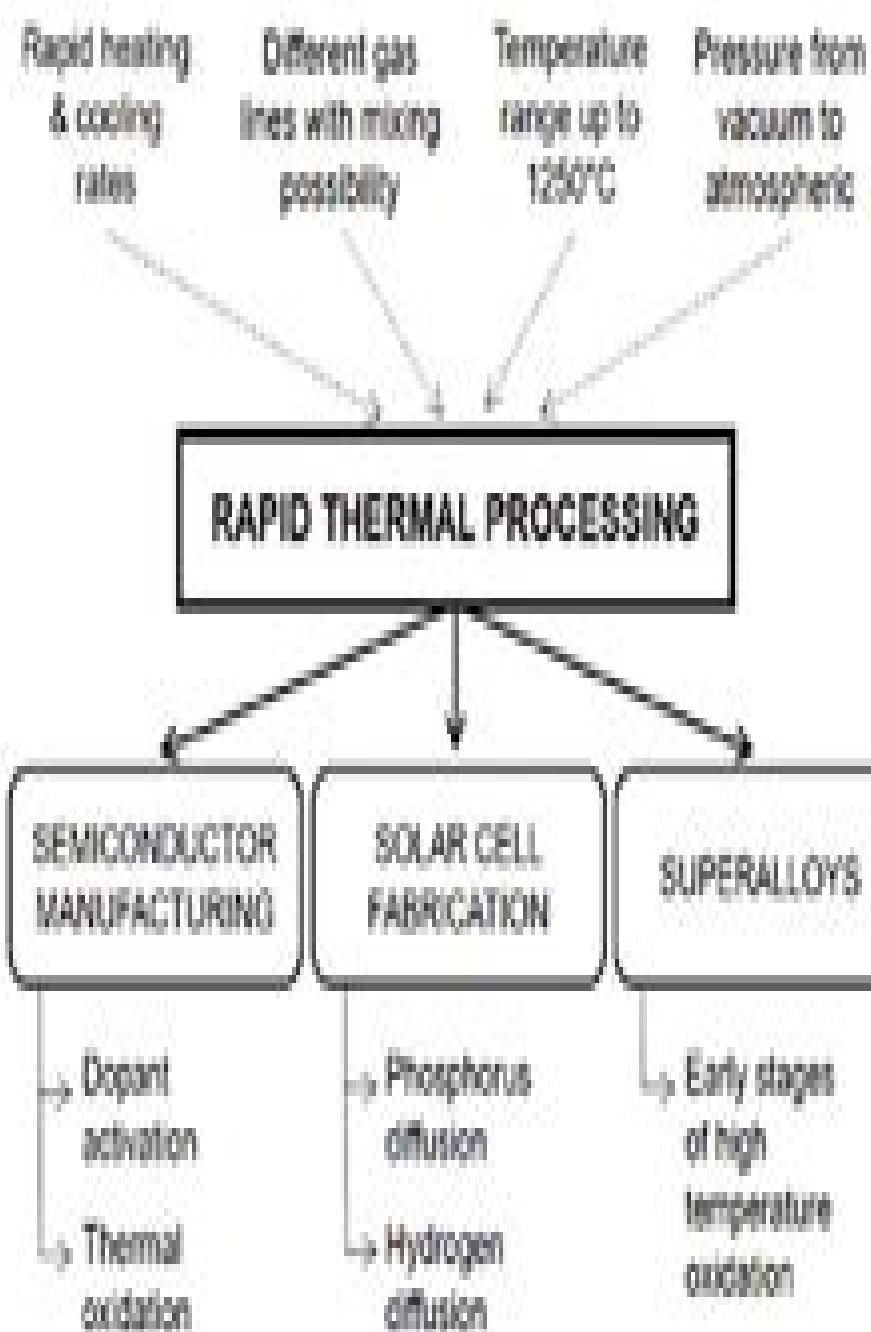 Rapid heating
& cooling
rates
Different gas
lines with mixing
possibility
Temperature
range up to
1250°C
Pressure from
vacuum to
atmospheric
RAPID THERMAL PROCESSING
SEMICONDUCTOR
MANUFACTURING
Dopant
activation
Thermal
oxidation
SOLAR CELL
FABRICATION
Phosphorus
diffusion
Hydrogen
diffusion
SUPERALLOYS
Early stages
of high
temperature
oxidation